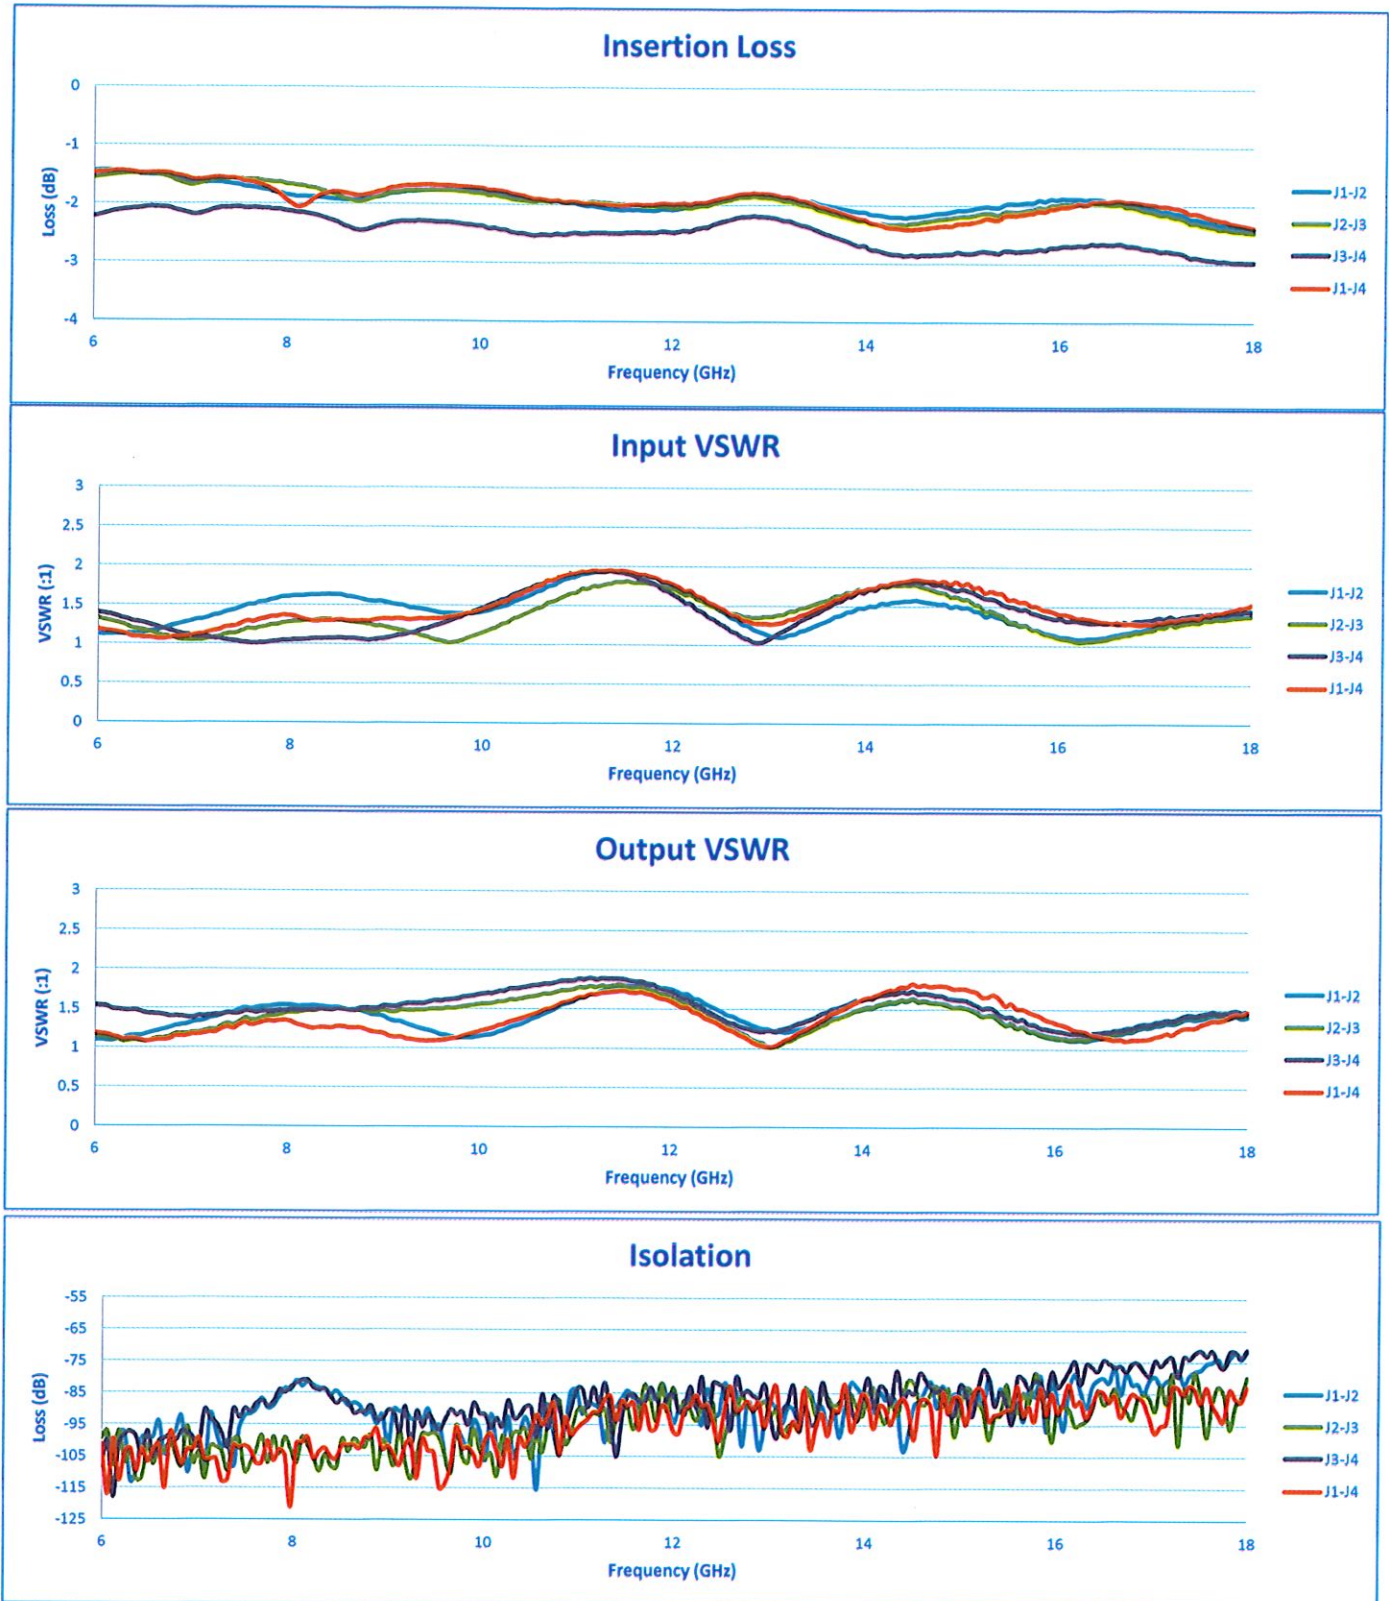 Insertion Loss
0
-1
-2
-3
-4
Loss (dB)
6 8 10 12 14 16 18
Frequency (GHz)
J1-J2
J2-J3
J3-J4
J1-J4
Input VSWR
3
2.5
2
1.5
1
0.5
0
VSWR (:1)
6 8 10 12 14 16 18
Frequency (GHz)
J1-J2
J2-J3
J3-J4
J1-J4
Output VSWR
3
2.5
2
1.5
1
0.5
0
VSWR (:1)
6 8 10 12 14 16 18
Frequency (GHz)
J1-J2
J2-J3
J3-J4
J1-J4
Isolation
-55
-65
-75
-85
-95
-105
-115
-125
Loss (dB)
6 8 10 12 14 16 18
Frequency (GHz)
J1-J2
J2-J3
J3-J4
J1-J4